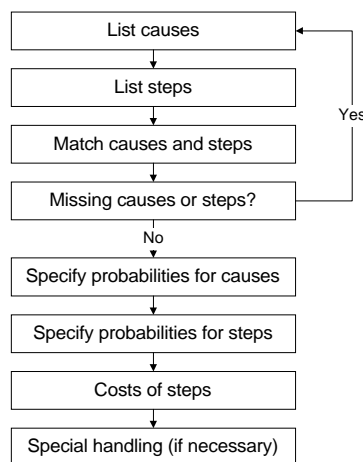 List causes
List steps
Yes
Match causes and steps
Missing causes or steps?
No
Specify probabilities for causes
Specify probabilities for steps
Costs of steps
Special handling (if necessary)